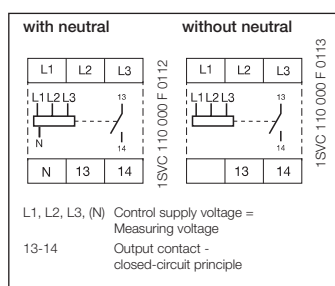 with neutral
without neutral
L1 L2 L3
L1 L2 L3
13
N
14
N 13 14
1SVC 110 000 F 0112
L1 L2 L3
L1 L2 L3
13
14
13 14
1SVC 110 000 F 0113
L1, L2, L3, (N) Control supply voltage =
Measuring voltage
13-14 Output contact -
closed-circuit principle